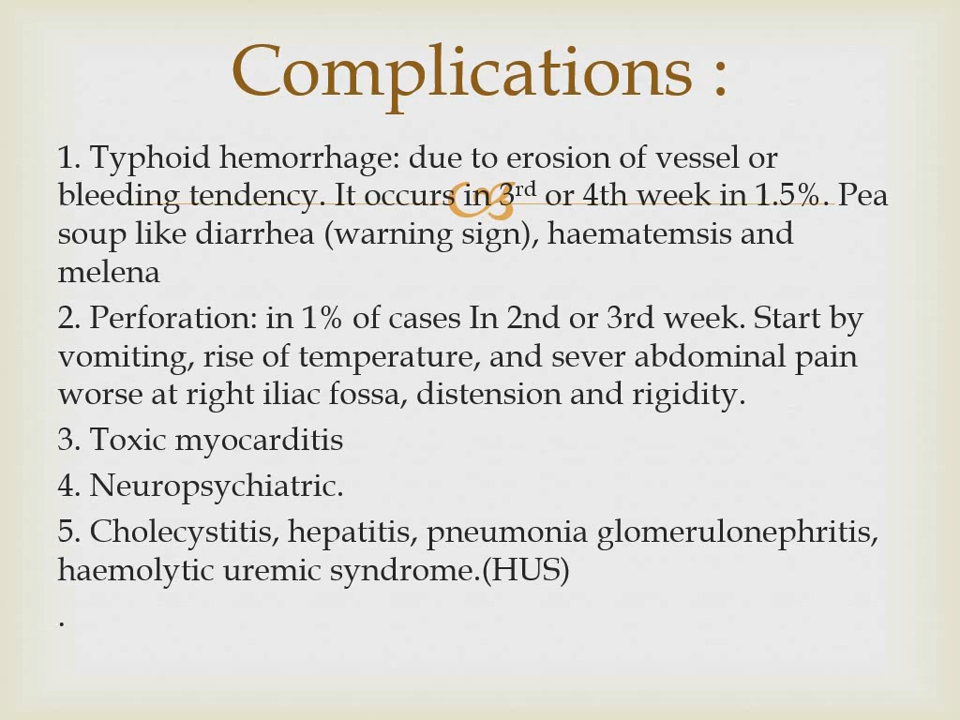 Complications :
1. Typhoid hemorrhage: due to erosion of vessel or
bleeding tendency. It occurs in 3rd or 4th week in 1.5%. Pea
soup like diarrhea (warning sign), haematemsis and
melena
2. Perforation: in 1% of cases In 2nd or 3rd week. Start by
vomiting, rise of temperature, and sever abdominal pain
worse at right iliac fossa, distension and rigidity.
3. Toxic myocarditis
4. Neuropsychiatric.
5. Cholecystitis, hepatitis, pneumonia glomerulonephritis,
haemolytic uremic syndrome.(HUS)
.